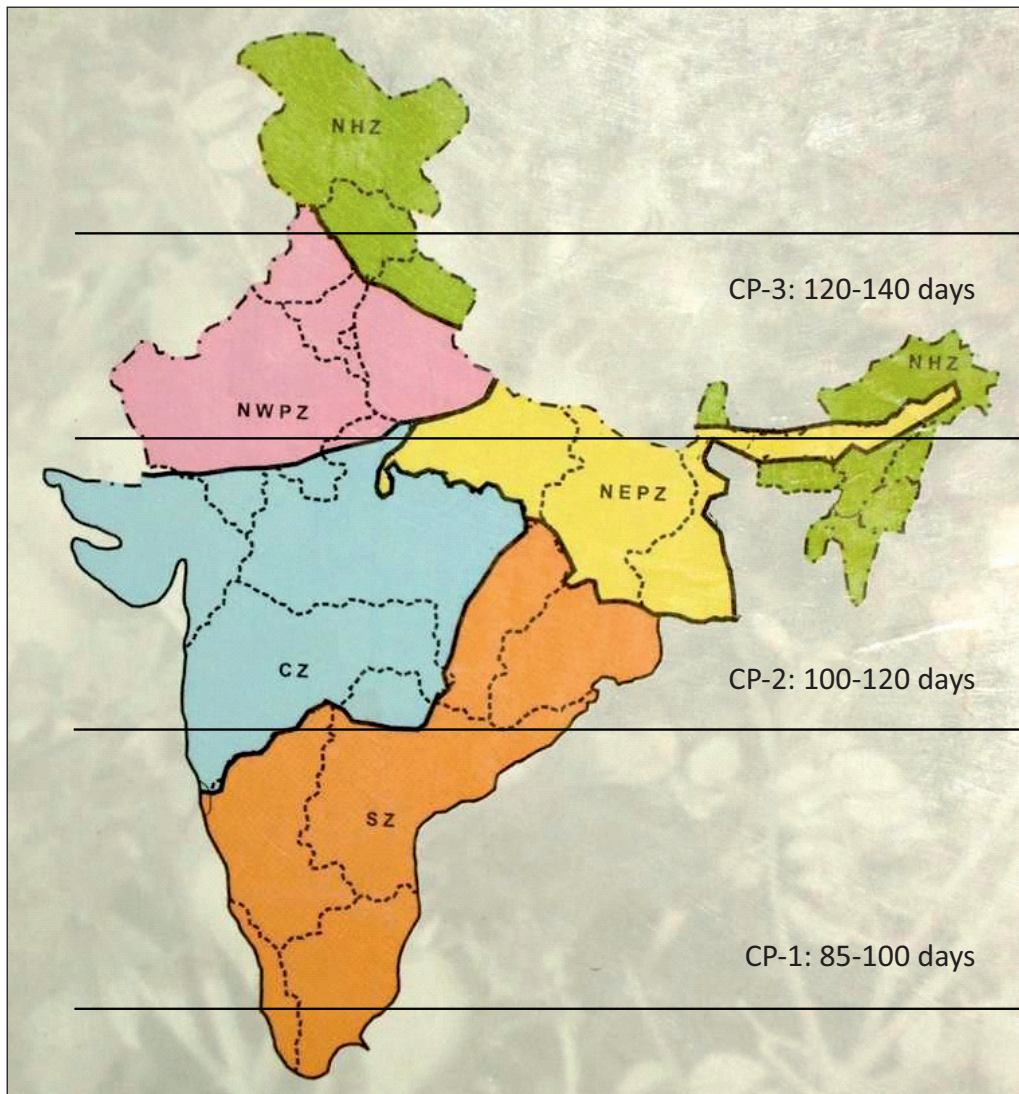 NHZ
CP-3: 120-140 days
NHZ
NWPZ
NEPZ
CZ
CP-2: 100-120 days
SZ
CP-1: 85-100 days